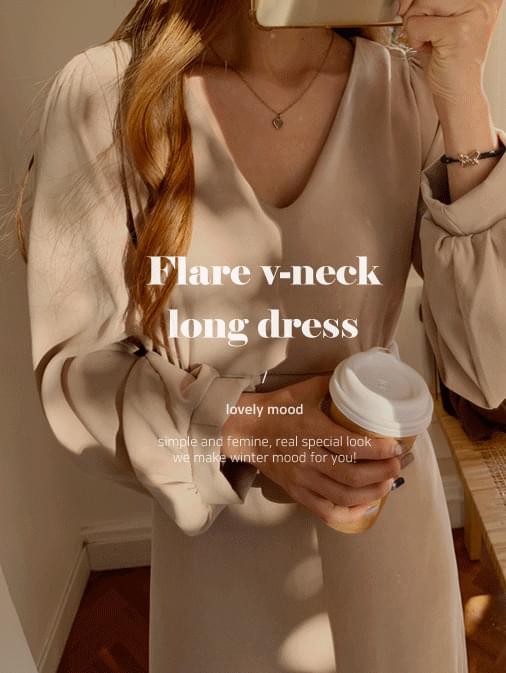 Flare v-neck
long dress
/
lovely mood
simple and femine, real special look
we make winter mood for you!